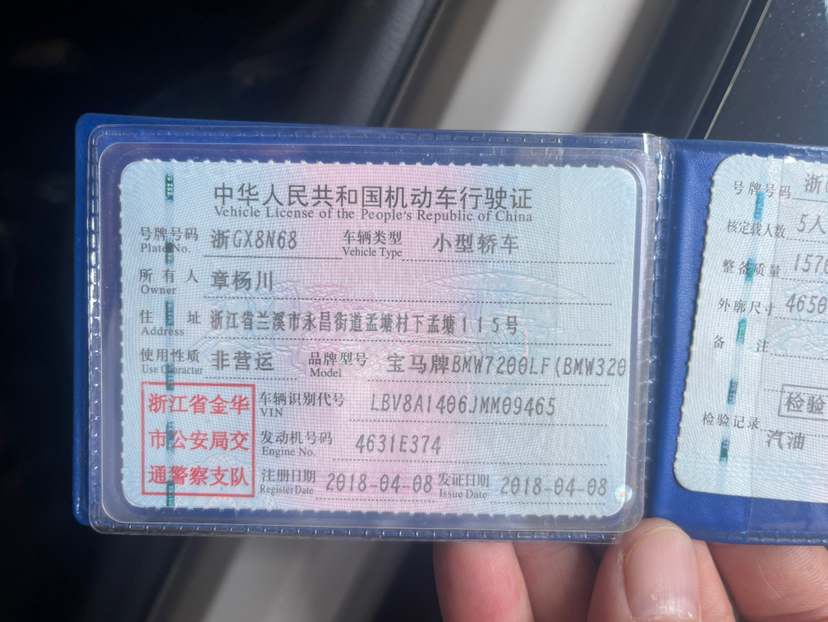 中华人民共和国机动车行驶证
Vehicle License of the People's Republic of China
号牌号码 浙GX8N68 车辆类型 小型轿车
Plate No. Vehicle Type
所有人 章杨川
Owner
住址 浙江省兰溪市永昌街道孟塘村下孟塘115号
Address
使用性质 非营运 品牌型号 宝马牌BMW7200LF(BMW320
Use Character Model
浙江省金华
市公安局交
通警察支队
车辆识别代号 LBV8A1406JMM09465
VIN
发动机号码 4631E374
Engine No.
注册日期 2018-04-08 发证日期 2018-04-08
Register Date Issue Date
号牌号码 浙
核定载人数 5人
整备质量 157
外廓尺寸 4650
备注
检验
检验记录
汽油